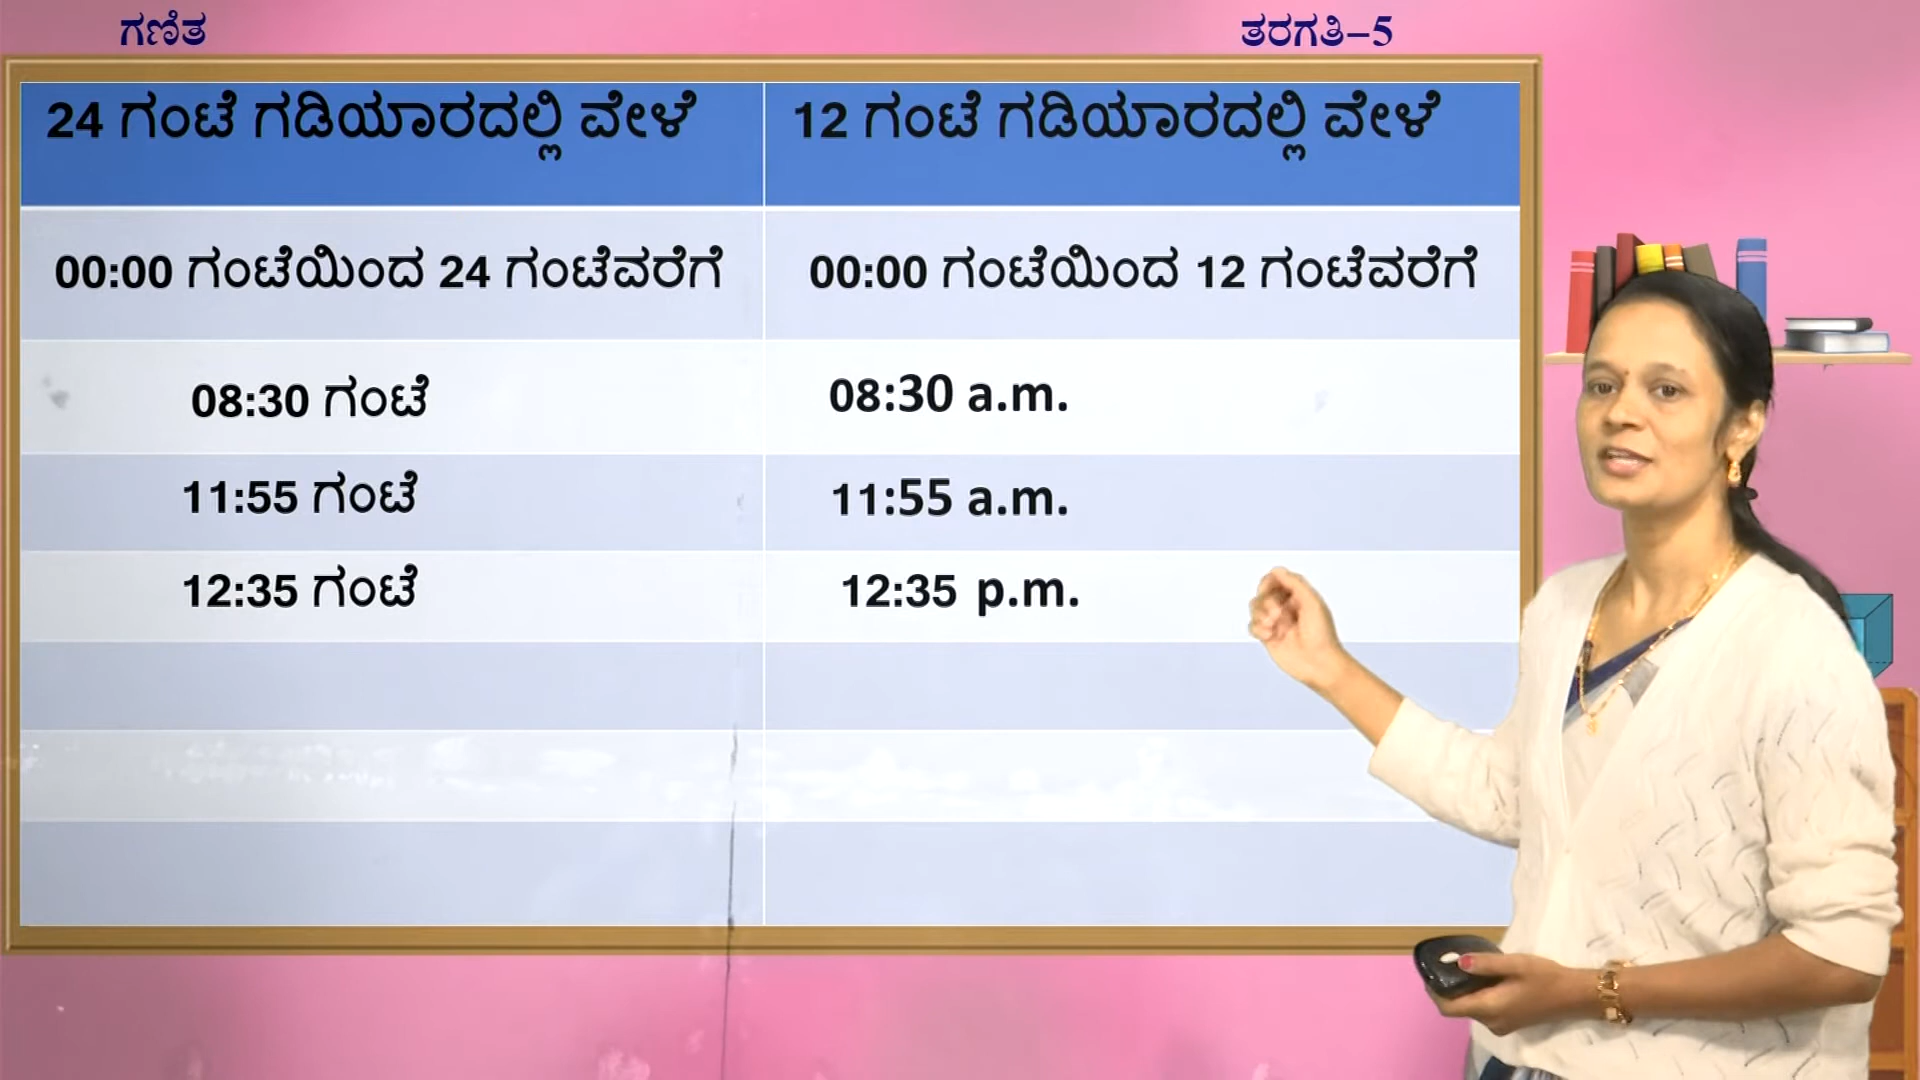 ಗಣಿತ
ತರಗತಿ–5
24 ಗಂಟೆ ಗಡಿಯಾರದಲ್ಲಿ ವೇಳೆ
12 ಗಂಟೆ ಗಡಿಯಾರದಲ್ಲಿ ವೇಳೆ
00:00 ಗಂಟೆಯಿಂದ 24 ಗಂಟೆವರೆಗೆ
00:00 ಗಂಟೆಯಿಂದ 12 ಗಂಟೆವರೆಗೆ
08:30 ಗಂಟೆ
08:30 a.m.
11:55 ಗಂಟೆ
11:55 a.m.
12:35 ಗಂಟೆ
12:35 p.m.